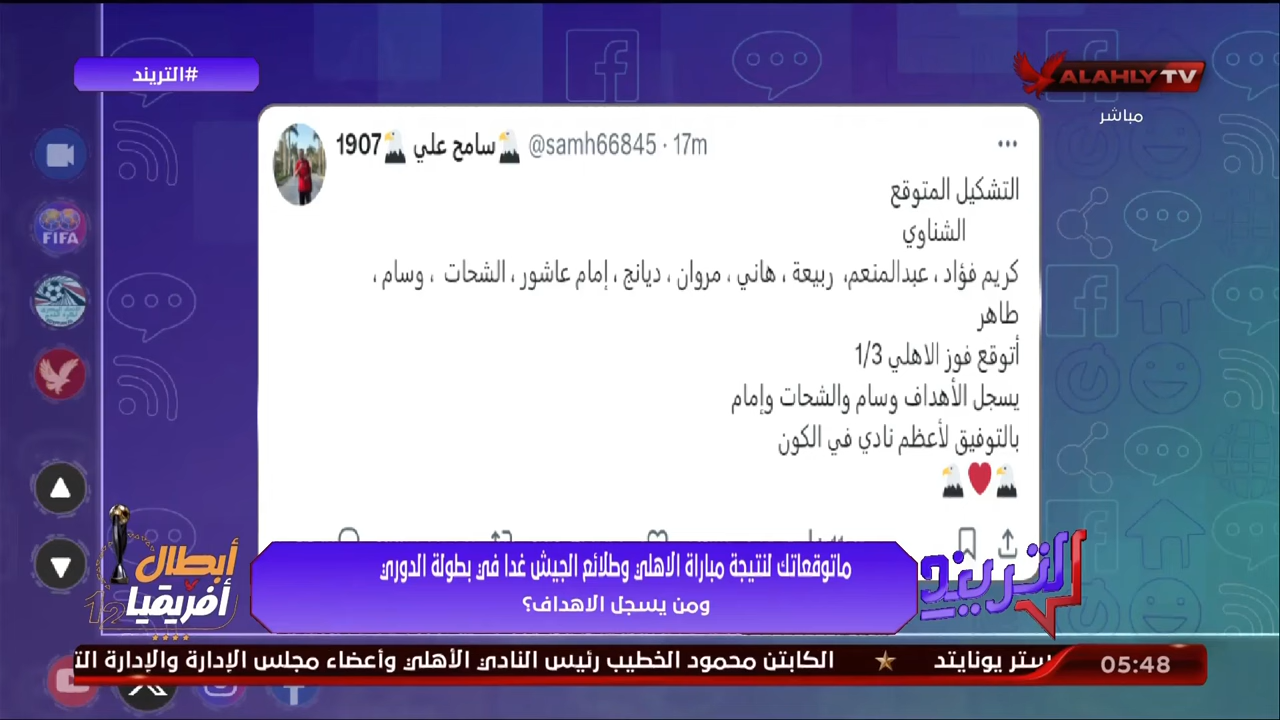 #التريند
ALAHLY TV
مباشر
FIFA
سامح علي 1907 @samh66845 · 17m
التشكيل المتوقع
الشناوي
كريم فؤاد ، عبدالمنعم، ربيعة ، هاني ، مروان ، ديانج ، إمام عاشور ، الشحات ، وسام ،
طاهر
أتوقع فوز الاهلي 1/3
يسجل الأهداف وسام والشحات وإمام
بالتوفيق لأعظم نادي في الكون
🦅❤️🦅
التريند
ماتوقعاتك لنتيجة مباراة الاهلي وطلائع الجيش غدا في بطولة الدوري
ومن يسجل الاهداف؟
أبطال
أفريقيا
12
ستر يونايتد ★ الكابتن محمود الخطيب رئيس النادي الأهلي وأعضاء مجلس الإدارة والإدارة الت
05:48